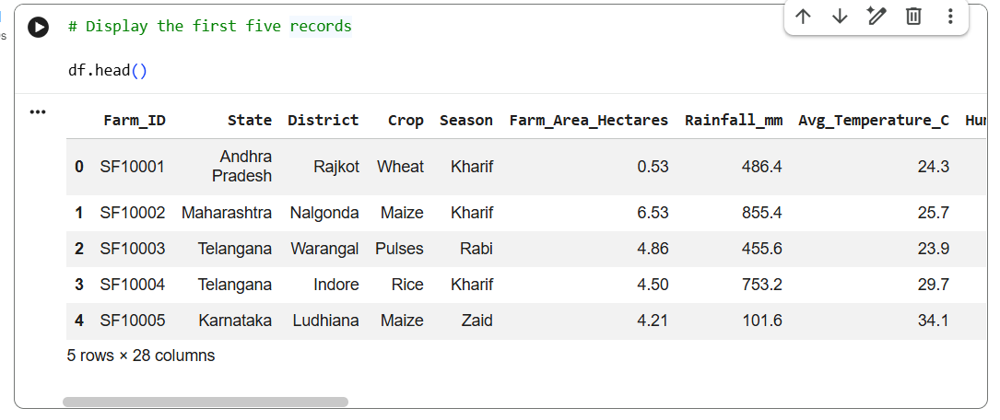 # Display the first five records
df.head()
Farm_ID State District Crop Season Farm_Area_Hectares Rainfall_mm Avg_Temperature_C
0 SF10001 Andhra Pradesh Rajkot Wheat Kharif 0.53 486.4 24.3
1 SF10002 Maharashtra Nalgonda Maize Kharif 6.53 855.4 25.7
2 SF10003 Telangana Warangal Pulses Rabi 4.86 455.6 23.9
3 SF10004 Telangana Indore Rice Kharif 4.50 753.2 29.7
4 SF10005 Karnataka Ludhiana Maize Zaid 4.21 101.6 34.1
5 rows × 28 columns